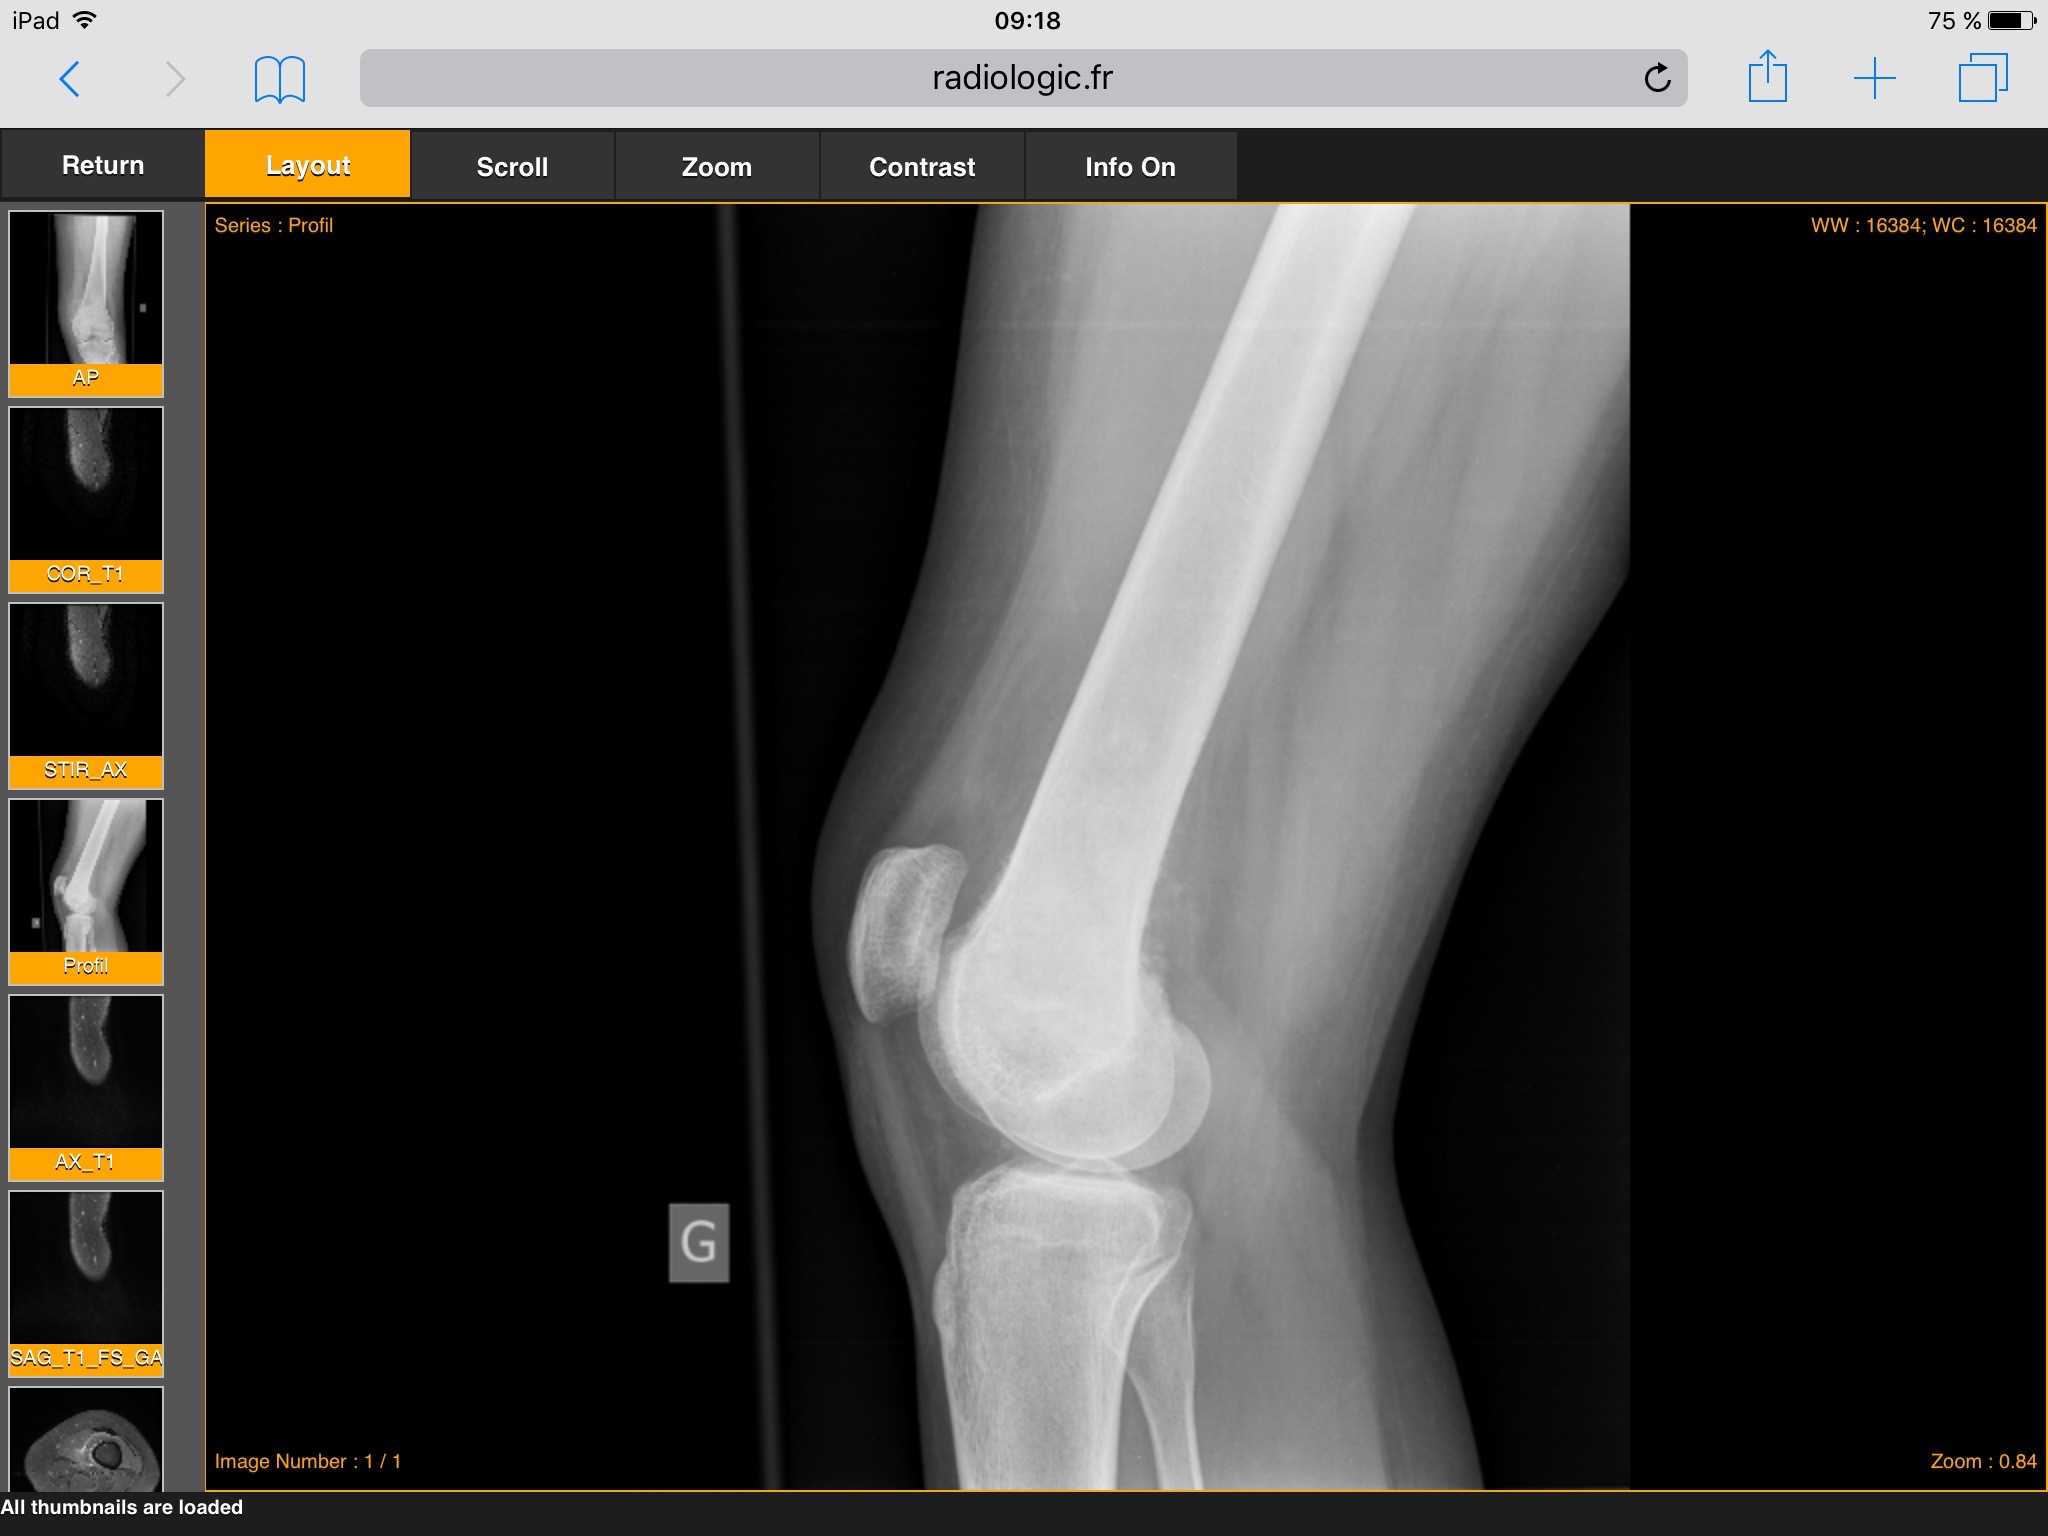 iPad 09:18 75 %
radiologic.fr
Return Layout Scroll Zoom Contrast Info On
Series : Profil WW : 16384; WC : 16384
AP
COR_T1
STIR_AX
Profil
AX_T1
SAG_T1_FS_GA
G
Image Number : 1 / 1 Zoom : 0.84
All thumbnails are loaded